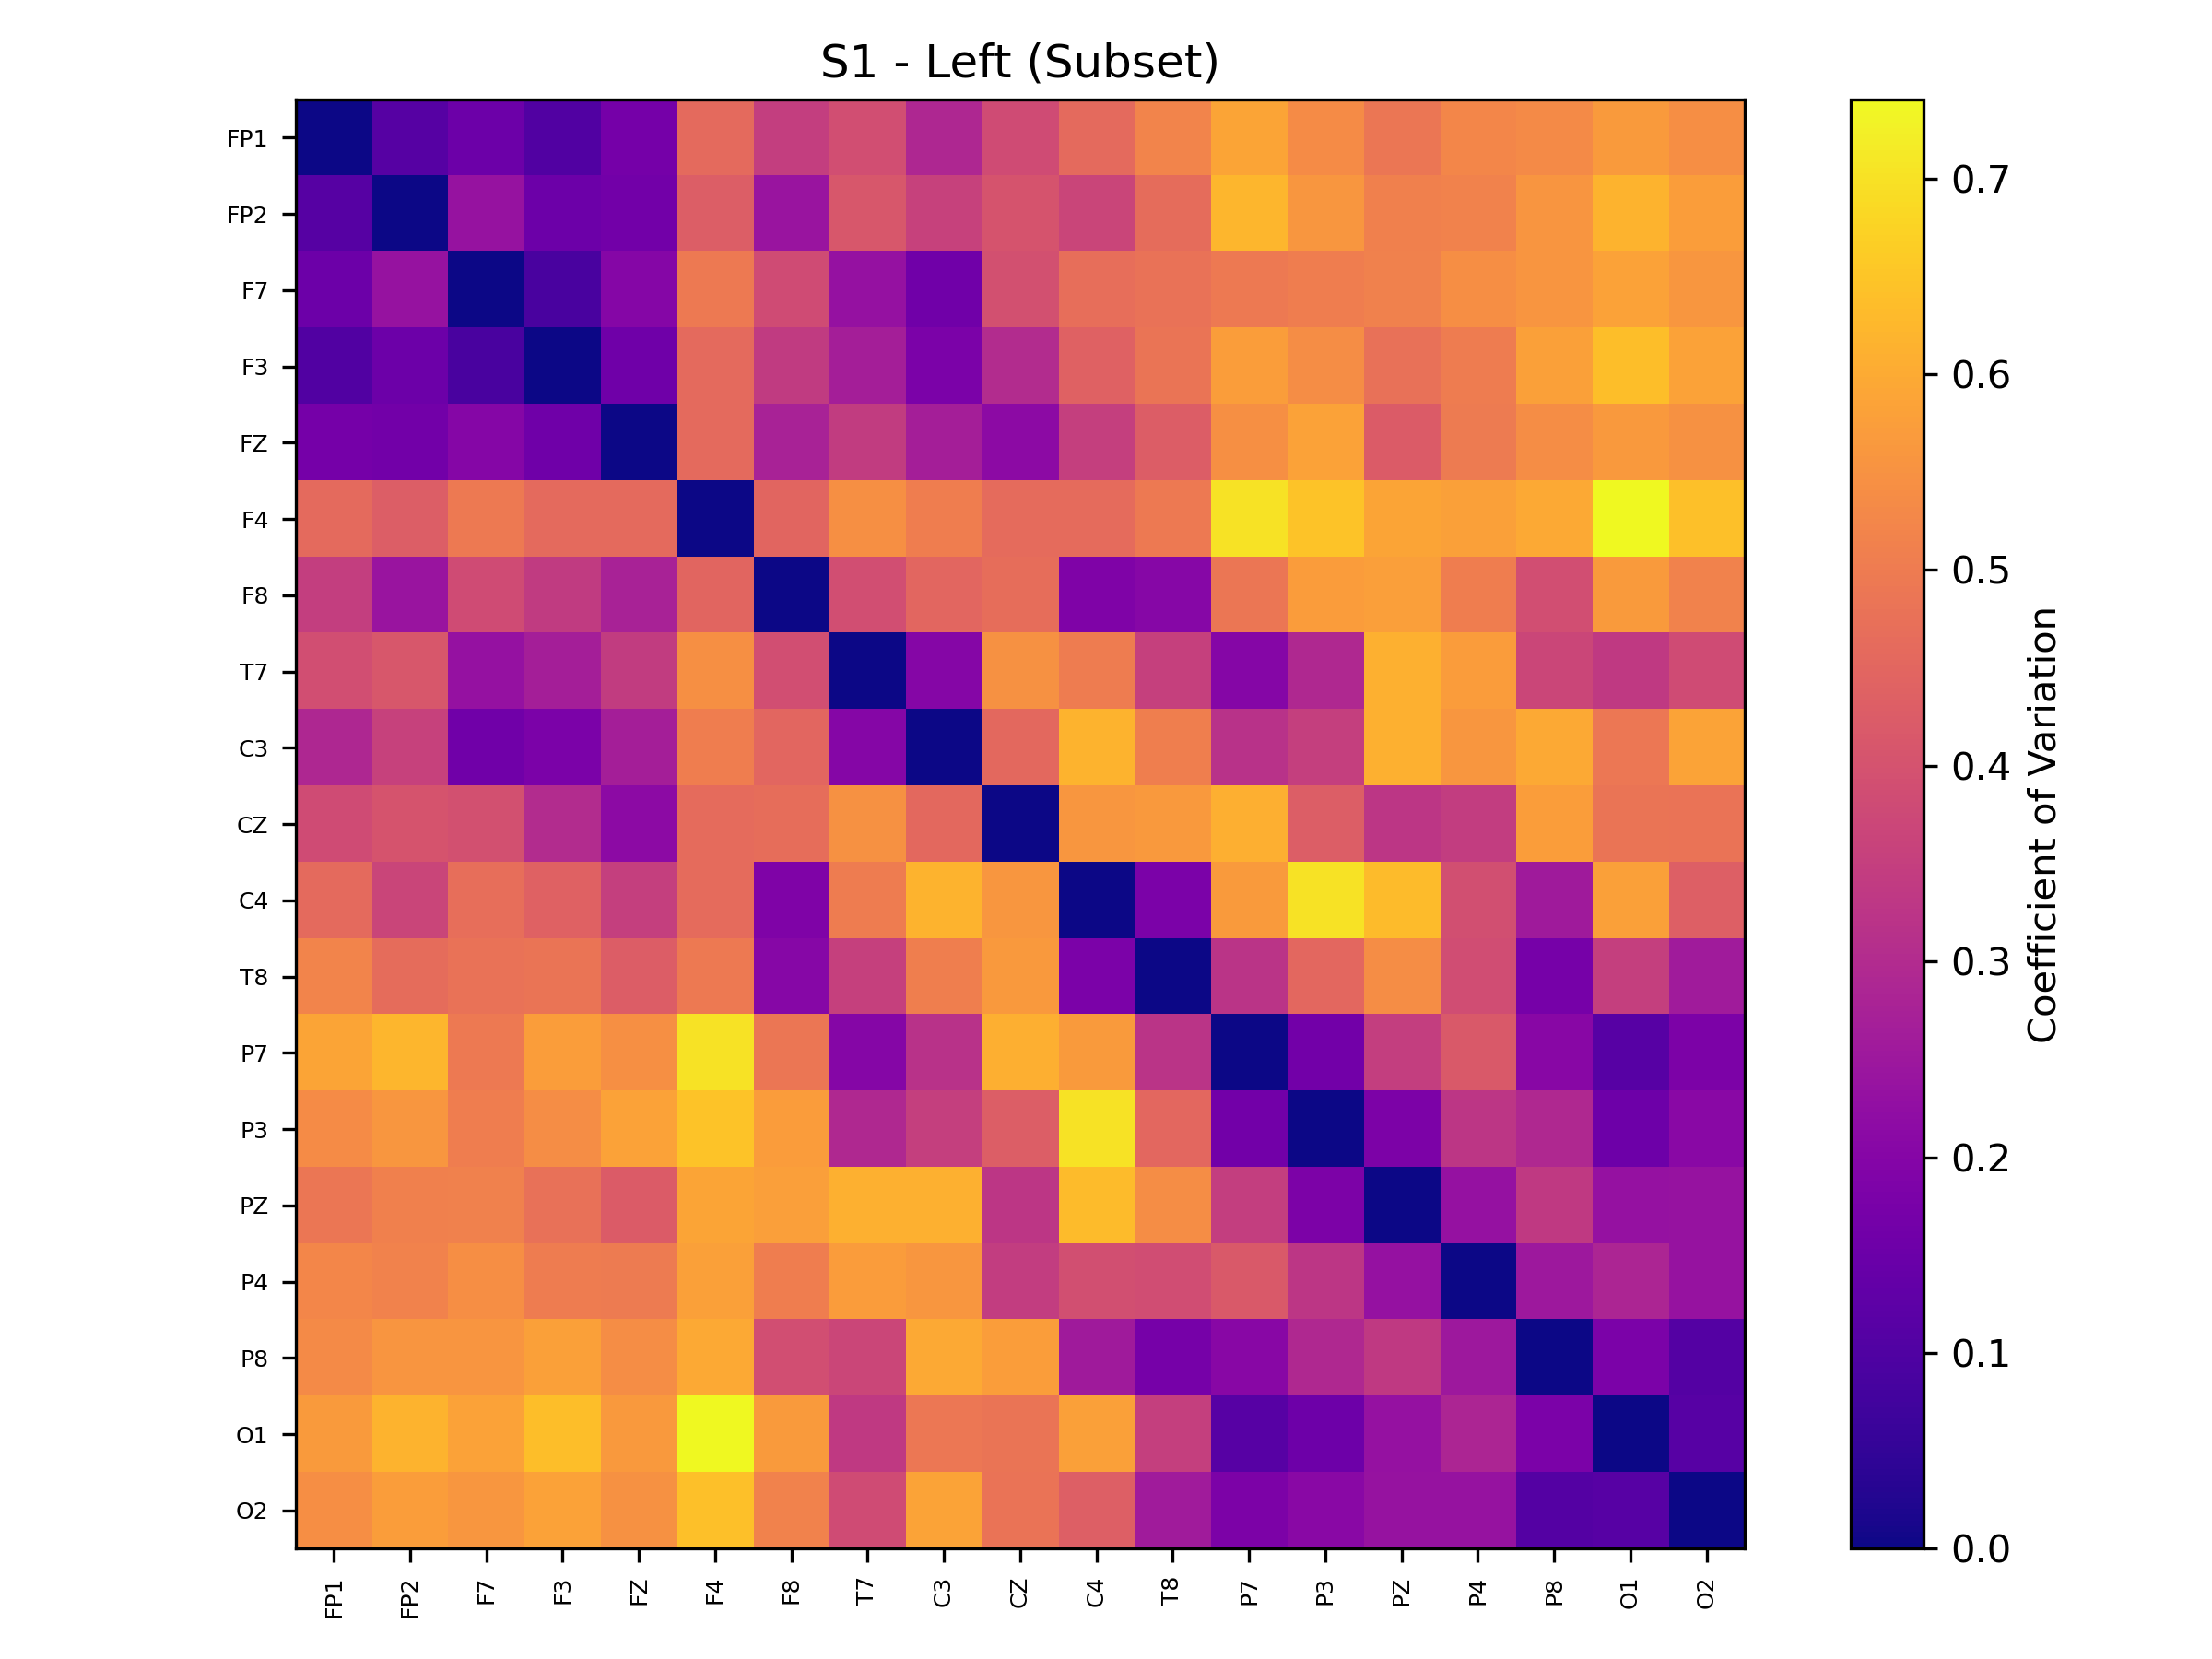 S1 - Left (Subset)
FP1
FP2
F7
F3
FZ
F4
F8
T7
C3
CZ
C4
T8
P7
P3
PZ
P4
P8
O1
O2
FP1 FP2 F7 F3 FZ F4 F8 T7 C3 CZ C4 T8 P7 P3 PZ P4 P8 O1 O2
0.7
0.6
0.5
0.4
0.3
0.2
0.1
0.0
Coefficient of Variation